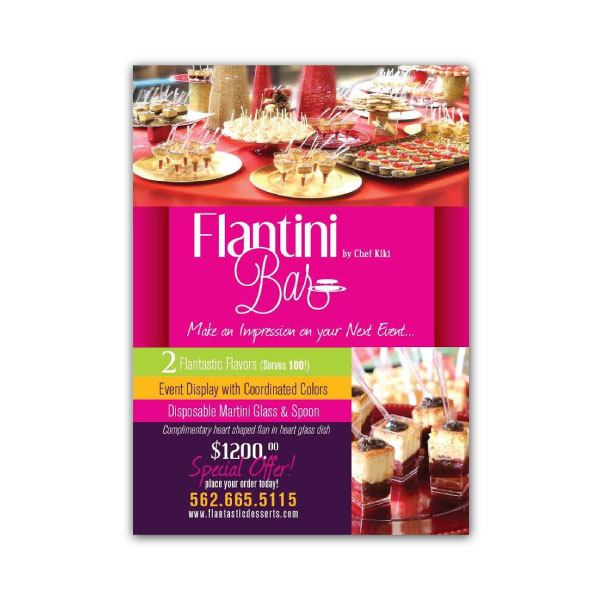 Flantini
by Chef Kiki
Bar
Make an Impression on your Next Event...
2 Flantastic Flavors (Serves 100!)
Event Display with Coordinated Colors
Disposable Martini Glass & Spoon
Complimentary heart shaped flan in heart glass dish
$1200.00
Special Offer!
place your order today!
562.665.5115
www.flantasticdesserts.com